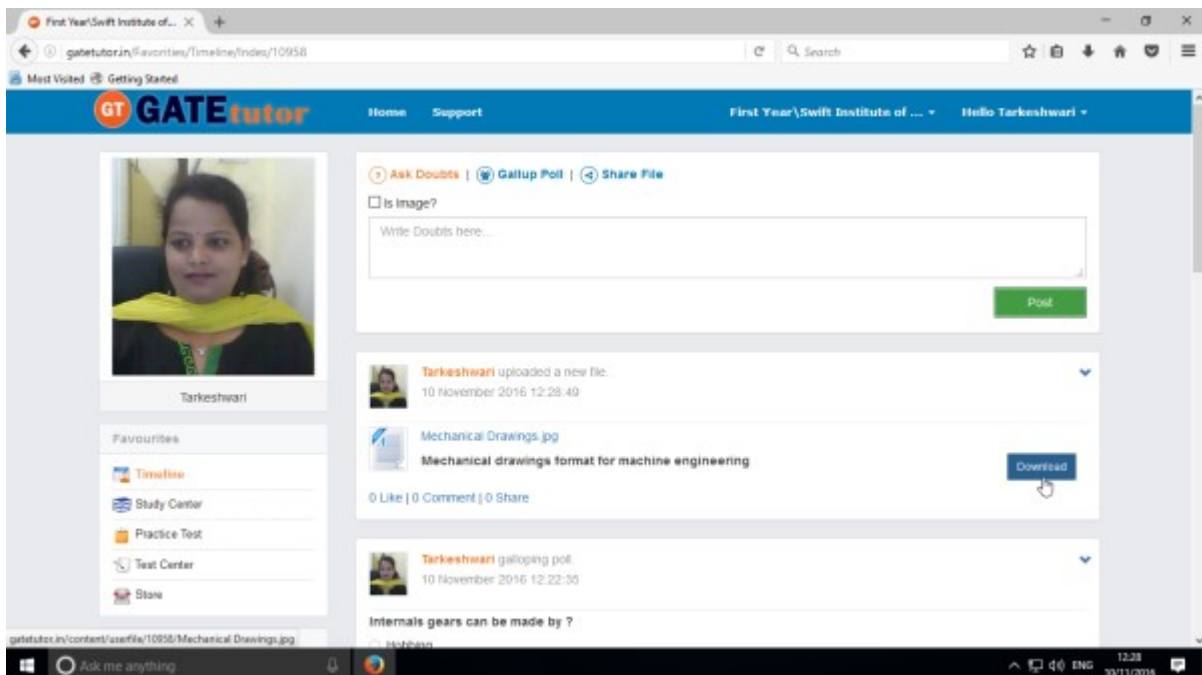 First Year\Swift Institute of...
gatetutor.in/Favorities/Timeline/Index/10958
Search
Most Visited Getting Started
GT GATEtutor Home Support First Year\Swift Institute of .... Hello Tarkeshwari
Ask Doubts | Gallup Poll | Share File
Is Image?
Write Doubts here...
Post
Tarkeshwari
Favourites
Timeline
Study Center
Practice Test
Test Center
Store
Tarkeshwari uploaded a new file.
10 November 2016 12:28:49
Mechanical Drawings.jpg
Mechanical drawings format for machine engineering
Download
0 Like | 0 Comment | 0 Share
Tarkeshwari galloping poll.
10 November 2016 12:22:35
Internals gears can be made by ?
Hobbing
gatetutor.in/content/userfile/10958/Mechanical Drawings.jpg
Ask me anything
ENG
12:28
10/11/2016